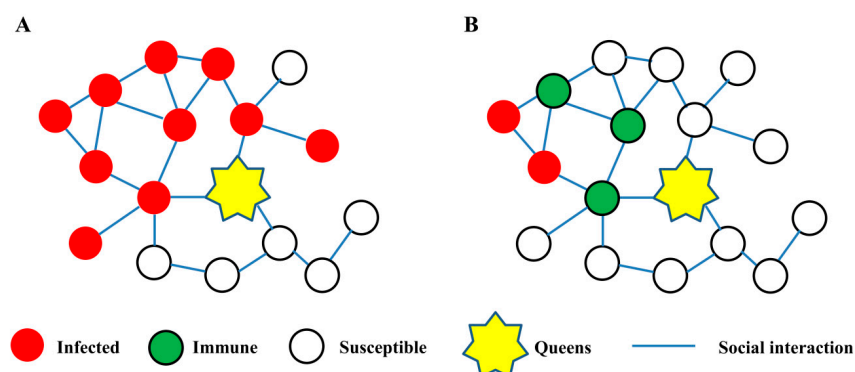 A B
Infected Immune Susceptible Queens Social interaction